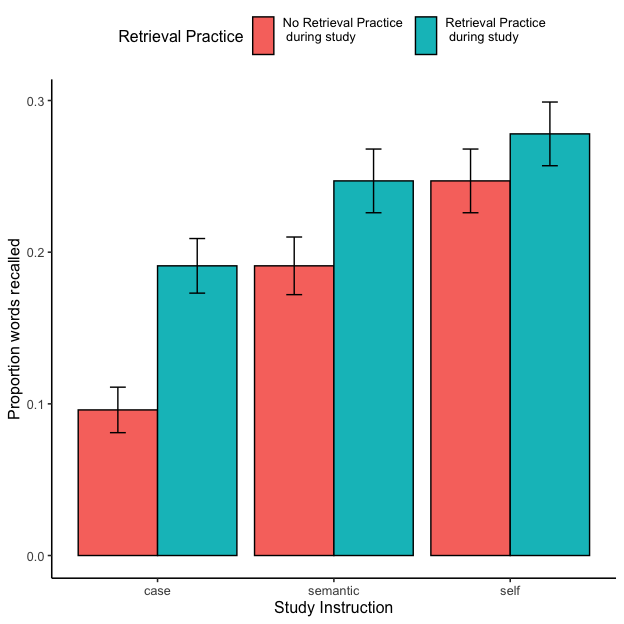 Retrieval Practice
No Retrieval Practice
during study
Retrieval Practice
during study
Proportion words recalled
0.3
0.2
0.1
0.0
case
semantic
self
Study Instruction